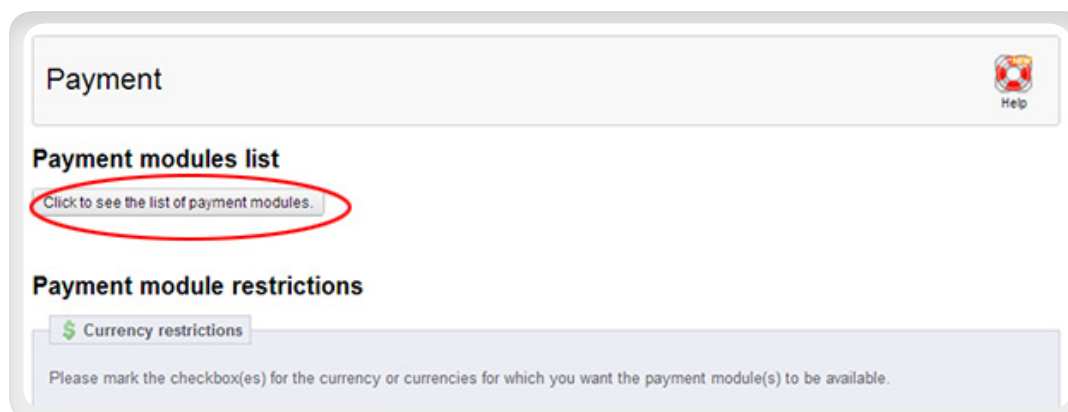 Payment
Help
Payment modules list
Click to see the list of payment modules.
Payment module restrictions
$ Currency restrictions
Please mark the checkbox(es) for the currency or currencies for which you want the payment module(s) to be available.